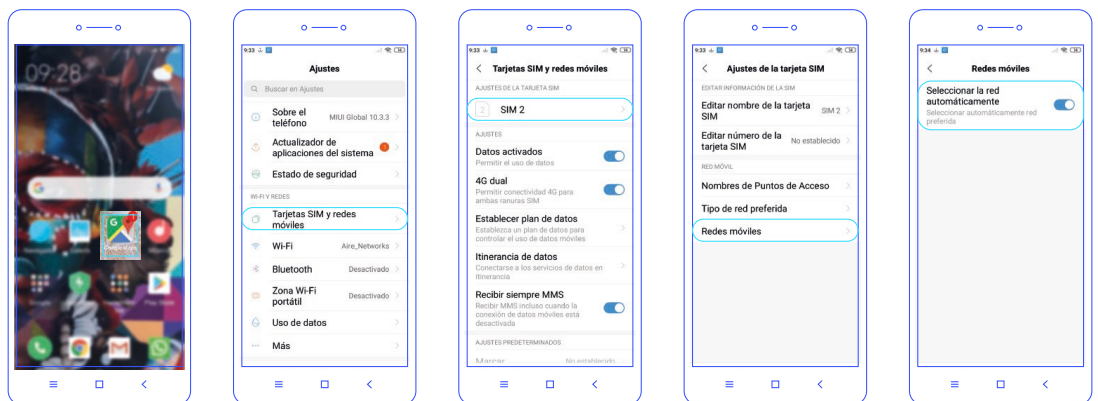 09:28
Play Store
9:33
Ajustes
Buscar en Ajustes
Sobre el
teléfono
MIUI Global 10.3.3
Actualizador de
aplicaciones del sistema
Estado de seguridad
WI-FI Y REDES
Tarjetas SIM y redes
móviles
Wi-Fi
Aire_Networks
Bluetooth
Desactivado
Zona Wi-Fi
portátil
Desactivado
Uso de datos
Más
9:33
Tarjetas SIM y redes móviles
AJUSTES DE LA TARJETA SIM
2 SIM 2
AJUSTES
Datos activados
Permitir el uso de datos
4G dual
Permitir conectividad 4G para
ambas ranuras SIM
Establecer plan de datos
Establezca un plan de datos para
controlar el uso de datos móviles
Itinerancia de datos
Conectarse a los servicios de datos en
itinerancia
Recibir siempre MMS
Recibir MMS incluso cuando la
conexión de datos móviles está
desactivada
AJUSTES PREDETERMINADOS
Marcar
No establecido
9:33
Ajustes de la tarjeta SIM
EDITAR INFORMACIÓN DE LA SIM
Editar nombre de la tarjeta
SIM
SIM 2
Editar número de la
tarjeta SIM
No establecido
RED MÓVIL
Nombres de Puntos de Acceso
Tipo de red preferida
Redes móviles
9:34
Redes móviles
Seleccionar la red
automáticamente
Seleccionar automáticamente red
preferida